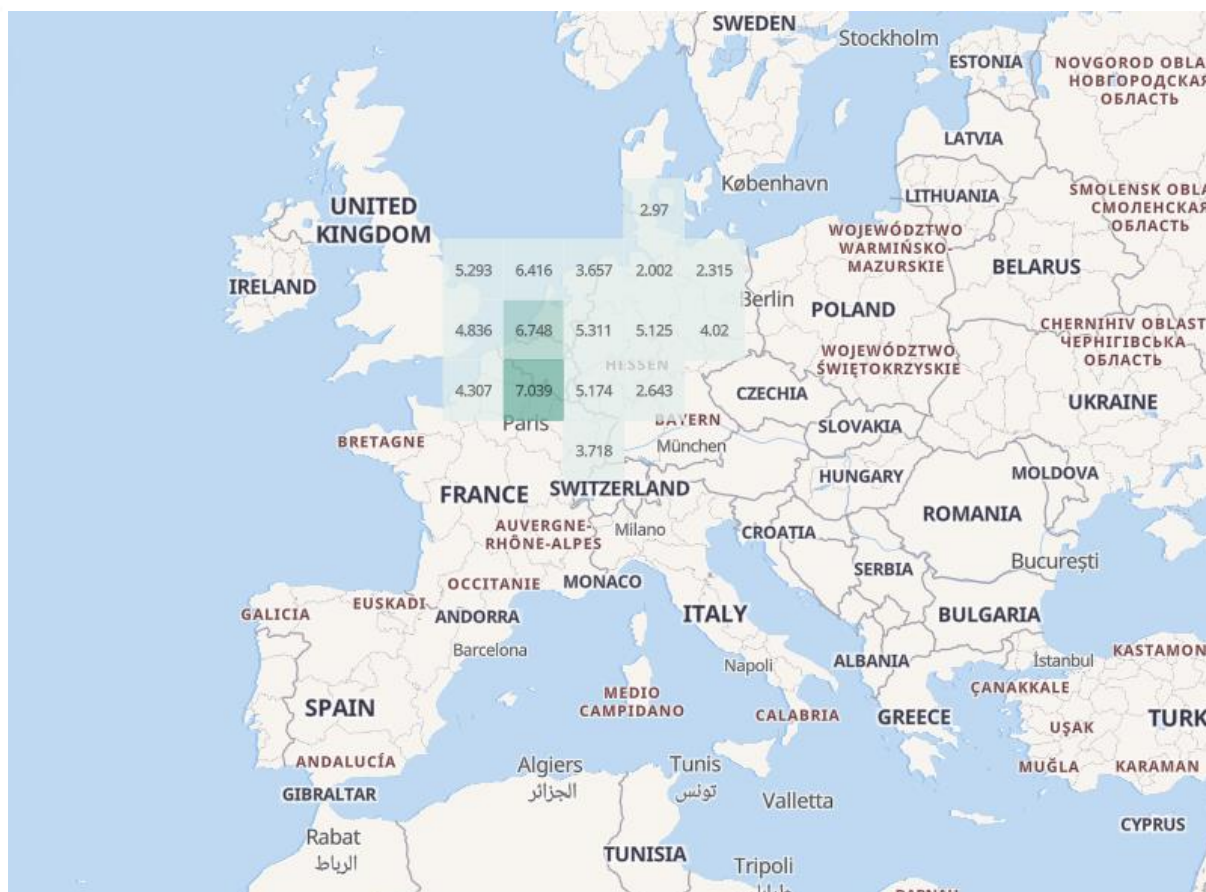 SWEDEN
Stockholm
ESTONIA
NOVGOROD OBLA
НОВГОРОДСКАЯ
ОБЛАСТЬ
LATVIA
København
LITHUANIA
SMOLENSK OBLA
СМОЛЕНСКАЯ
ОБЛАСТЬ
UNITED
KINGDOM
2.97
WOJEWÓDZTWO
WARMIŃSKO-
MAZURSKIE
IRELAND
5.293 6.416 3.657 2.002 2.315
BELARUS
Berlin
POLAND
4.836 6.748 5.311 5.125 4.02
CHERNIHIV OBLAST
ЧЕРНІГІВСЬКА
ОБЛАСТЬ
HESSEN
WOJEWÓDZTWO
ŚWIĘTOKRZYSKIE
4.307 7.039 5.174 2.643
CZECHIA
UKRAINE
Paris
BAYERN
SLOVAKIA
BRETAGNE
München
3.718
HUNGARY
MOLDOVA
FRANCE
SWITZERLAND
ROMANIA
AUVERGNE-
RHÔNE-ALPES
Milano
CROATIA
SERBIA
București
OCCITANIE
MONACO
EUSKADI
GALICIA
ANDORRA
ITALY
BULGARIA
Barcelona
Napoli
ALBANIA
İstanbul
KASTAMON
SPAIN
MEDIO
CAMPIDANO
CALABRIA
GREECE
ÇANAKKALE
TURK
UŞAK
ANDALUCÍA
Algiers
الجزائر
Tunis
تونس
MUĞLA
KARAMAN
GIBRALTAR
Valletta
CYPRUS
Rabat
الرباط
TUNISIA
Tripoli